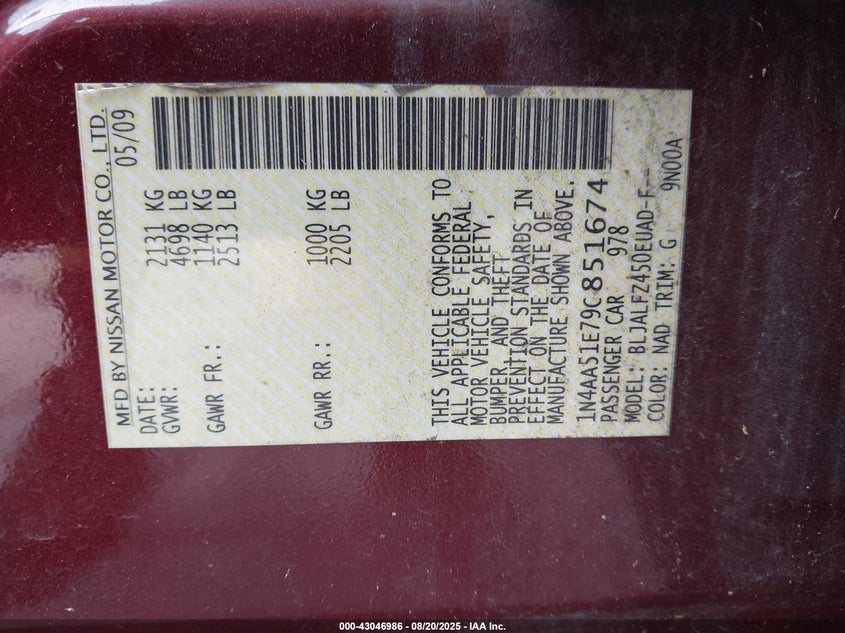 MFD BY NISSAN MOTOR CO., LTD.
DATE: 05/09
GVWR: 2131 KG
4698 LB
GAWR FR.: 1140 KG
2513 LB
GAWR RR.: 1000 KG
2205 LB
THIS VEHICLE CONFORMS TO
ALL APPLICABLE FEDERAL
MOTOR VEHICLE SAFETY,
BUMPER, AND THEFT
PREVENTION STANDARDS IN
EFFECT ON THE DATE OF
MANUFACTURE SHOWN ABOVE.
1N4AA51E79C851674
PASSENGER CAR 978
MODEL: BLJALFZ450EUAD-F--
COLOR: NAD TRIM: G 9N00A
000-43046986 - 08/20/2025 - IAA Inc.